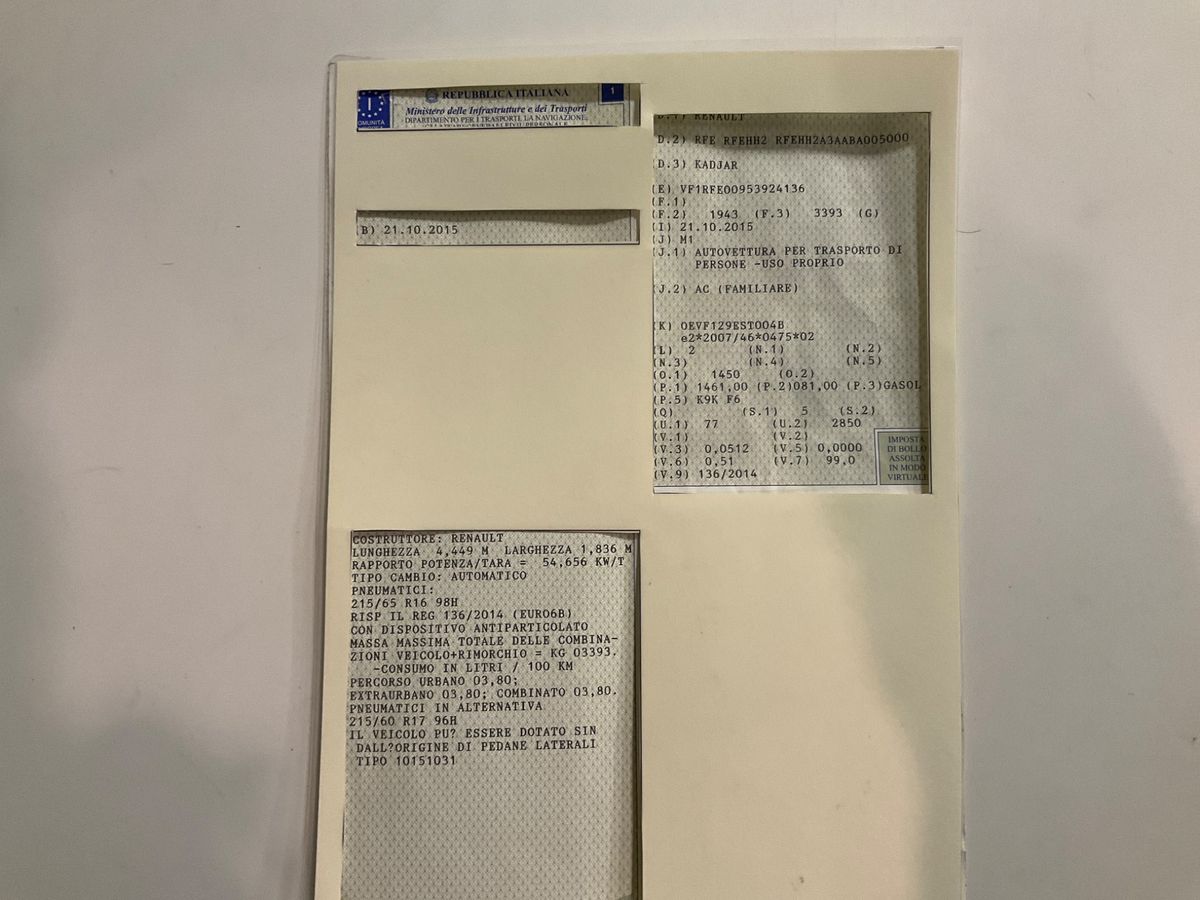 I
REPUBBLICA ITALIANA
1
Ministero delle Infrastrutture e dei Trasporti
DIPARTIMENTO PER I TRASPORTI, LA NAVIGAZIONE,
B) 21.10.2015
RENAULT
D.2) RFE RFEHH2 RFEHH2A3AABA005000
(D.3) KADJAR
(E) VF1RFE00953924136
(F.1)
(F.2) 1943 (F.3) 3393 (G)
(I) 21.10.2015
(J) M1
(J.1) AUTOVETTURA PER TRASPORTO DI
PERSONE -USO PROPRIO
(J.2) AC (FAMILIARE)
(K) OEVF129EST004B
e2*2007/46*0475*02
(L) 2 (N.1) (N.2)
(N.3) (N.4) (N.5)
(O.1) 1450 (O.2)
(P.1) 1461,00 (P.2)081,00 (P.3)GASOL
(P.5) K9K F6
(Q) (S.1) 5 (S.2)
(U.1) 77 (U.2) 2850
(V.1) (V.2)
(V.3) 0,0512 (V.5) 0,0000
(V.6) 0,51 (V.7) 99,0
(V.9) 136/2014
IMPOSTA
DI BOLLO
ASSOLTA
IN MODO
VIRTUALE
COSTRUTTORE: RENAULT
LUNGHEZZA 4,449 M LARGHEZZA 1,836 M
RAPPORTO POTENZA/TARA = 54,656 KW/T
TIPO CAMBIO: AUTOMATICO
PNEUMATICI:
215/65 R16 98H
RISP IL REG 136/2014 (EURO6B)
CON DISPOSITIVO ANTIPARTICOLATO
MASSA MASSIMA TOTALE DELLE COMBINA-
ZIONI VEICOLO+RIMORCHIO = KG 03393.
-CONSUMO IN LITRI / 100 KM
PERCORSO URBANO 03,80;
EXTRAURBANO 03,80; COMBINATO 03,80.
PNEUMATICI IN ALTERNATIVA
215/60 R17 96H
IL VEICOLO PU? ESSERE DOTATO SIN
DALL?ORIGINE DI PEDANE LATERALI
TIPO 10151031